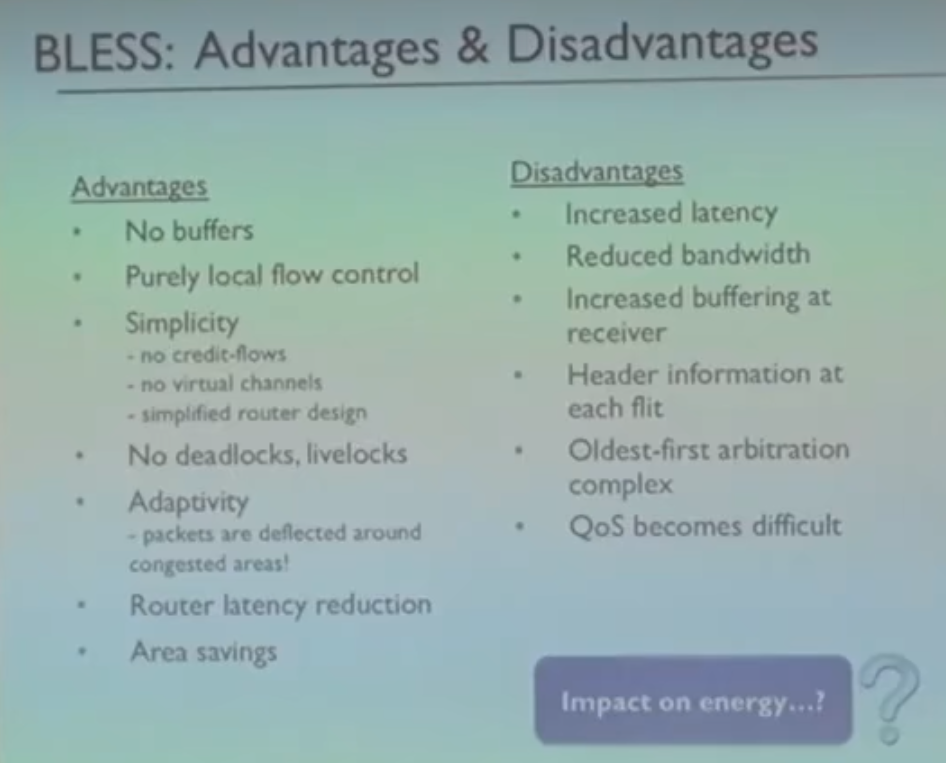 BLESS: Advantages & Disadvantages
Advantages
• No buffers
• Purely local flow control
• Simplicity
- no credit-flows
- no virtual channels
- simplified router design
• No deadlocks, livelocks
• Adaptivity
- packets are deflected around
congested areas!
• Router latency reduction
• Area savings
Disadvantages
• Increased latency
• Reduced bandwidth
• Increased buffering at
receiver
• Header information at
each flit
• Oldest-first arbitration
complex
• QoS becomes difficult
Impact on energy...?
?